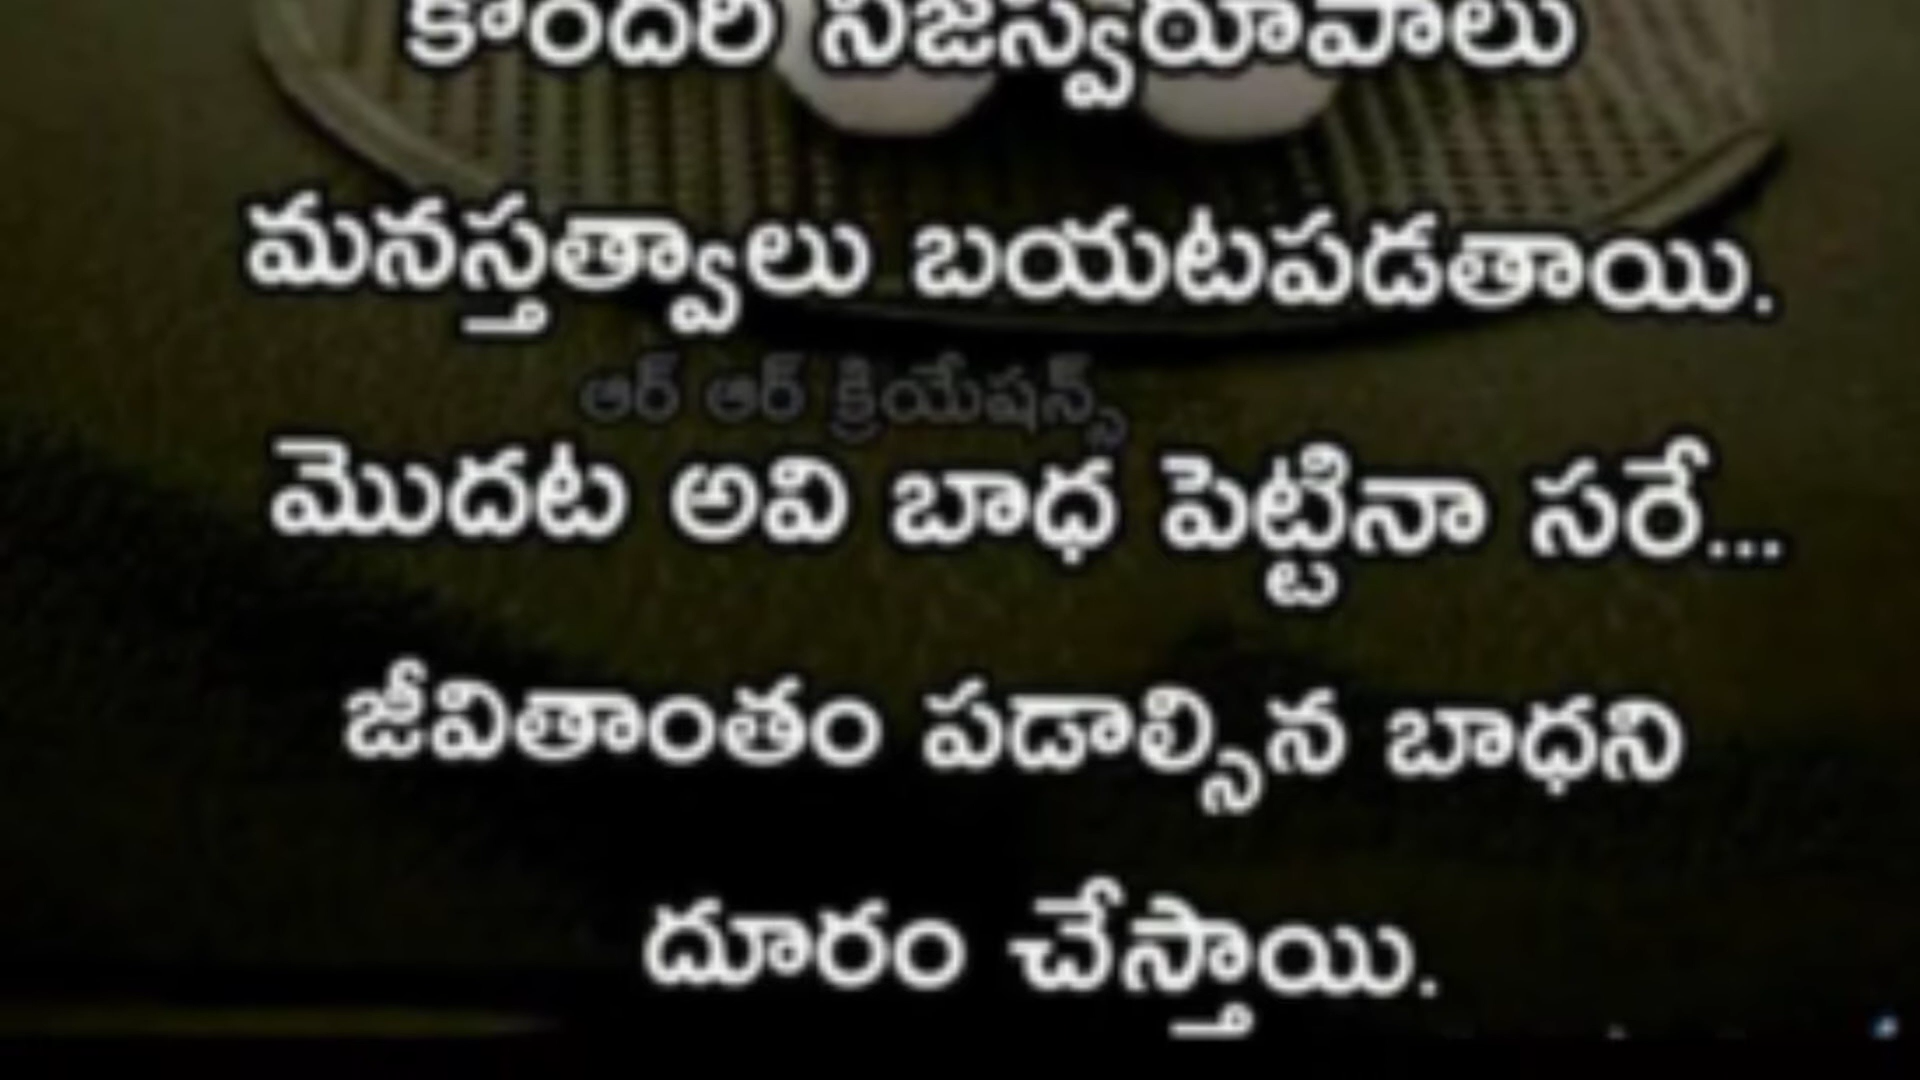 కొందరి నిజస్వరూపాలు
మనస్తత్వాలు బయటపడతాయి.
ఆర్ ఆర్ క్రియేషన్స్
మొదట అవి బాధ పెట్టినా సరే...
జీవితాంతం పడాల్సిన బాధని
దూరం చేస్తాయి.